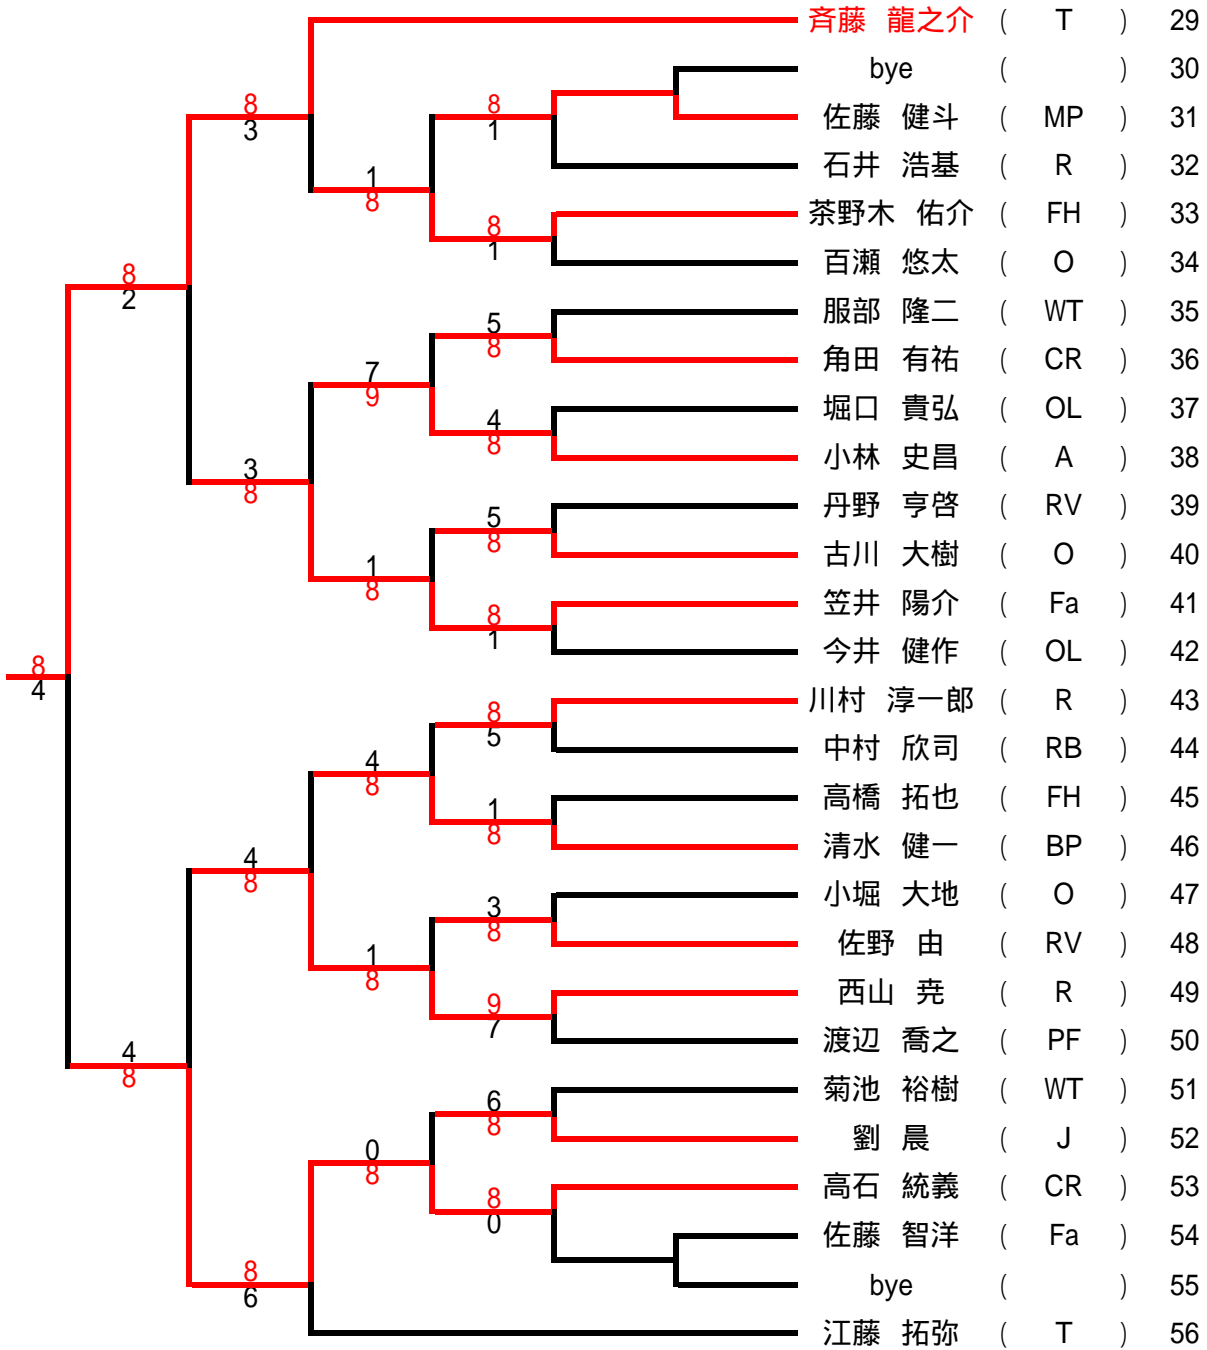 斉藤 龍之介 ( T ) 29
bye ( ) 30
8 8 佐藤 健斗 ( MP ) 31
3 1
石井 浩基 ( R ) 32
1
8 茶野木 佑介 ( FH ) 33
8
1 百瀬 悠太 ( O ) 34
8
2 服部 隆二 ( WT ) 35
5
8 角田 有祐 ( CR ) 36
7
9 堀口 貴弘 ( OL ) 37
4
8 小林 史昌 ( A ) 38
3
8 丹野 亨啓 ( RV ) 39
5
8 古川 大樹 ( O ) 40
1
8 笠井 陽介 ( Fa ) 41
8
1 今井 健作 ( OL ) 42
8
4 川村 淳一郎 ( R ) 43
8
5 中村 欣司 ( RB ) 44
4
8 高橋 拓也 ( FH ) 45
1
8 清水 健一 ( BP ) 46
4
8 小堀 大地 ( O ) 47
3
8 佐野 由 ( RV ) 48
1
8 西山 尭 ( R ) 49
9
7 渡辺 喬之 ( PF ) 50
4
8 菊池 裕樹 ( WT ) 51
6
8 劉 晨 ( J ) 52
0
8 高石 統義 ( CR ) 53
8
0 佐藤 智洋 ( Fa ) 54
8 bye ( ) 55
6
江藤 拓弥 ( T ) 56